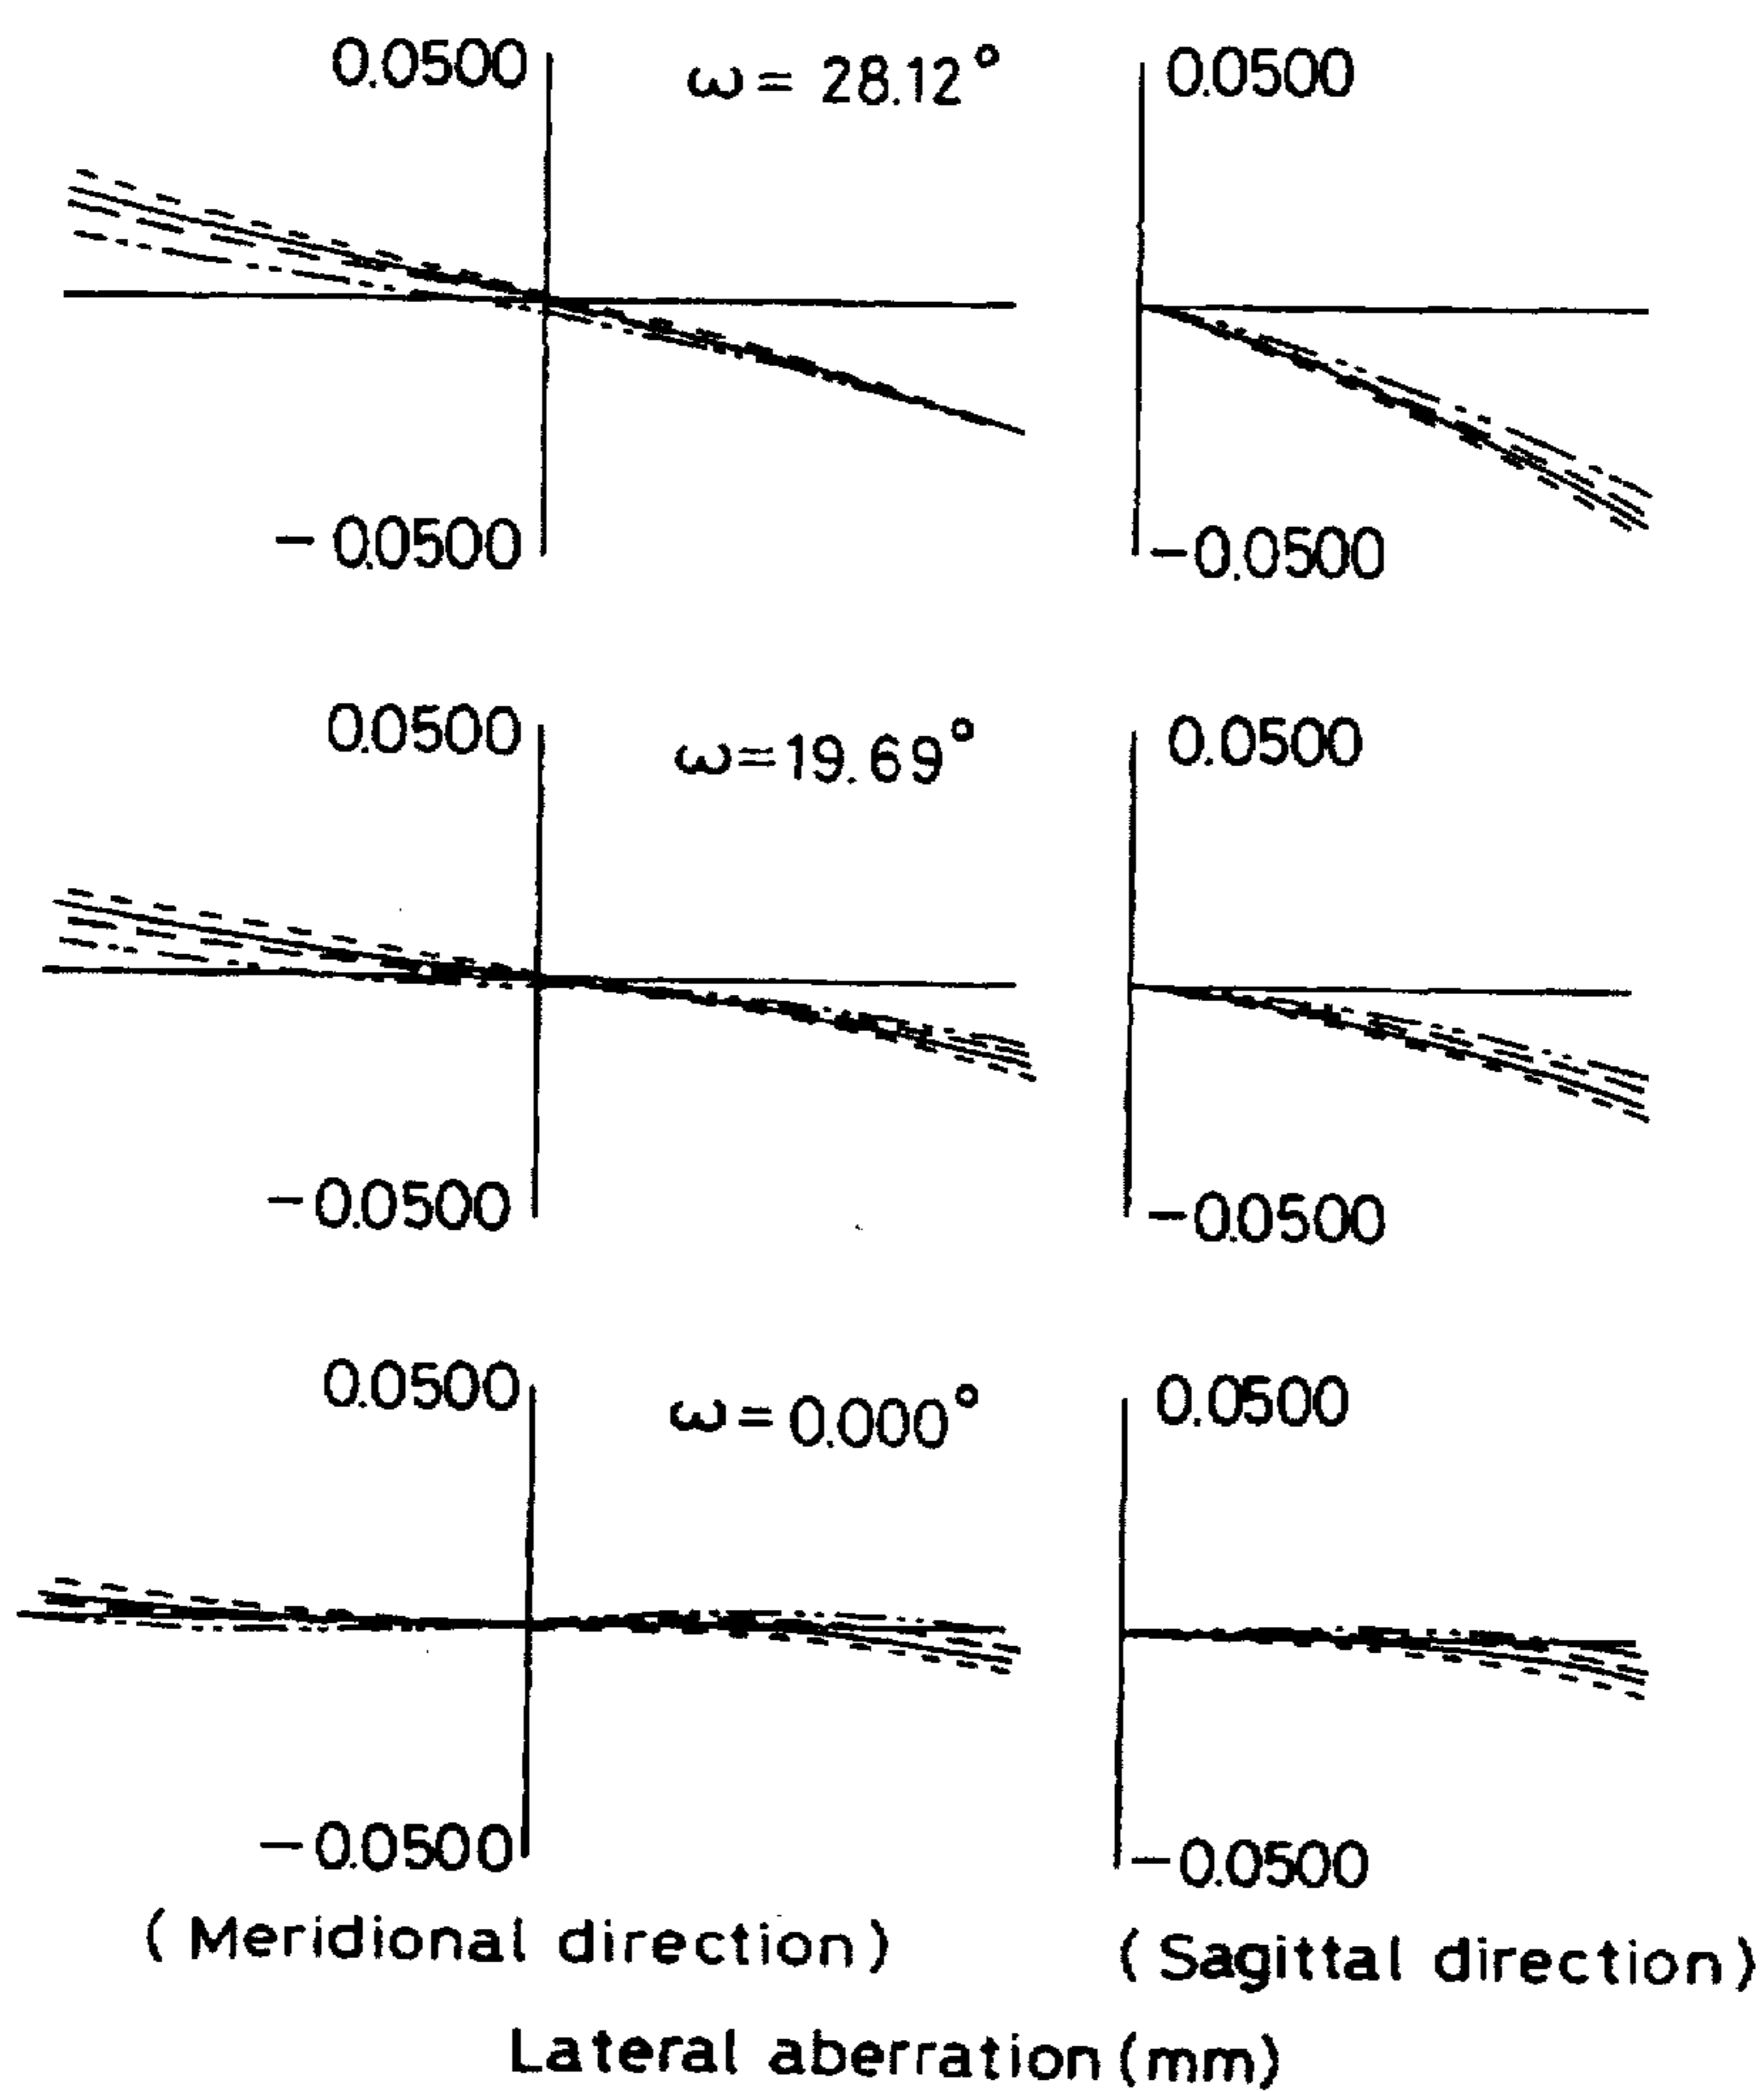 0.0500 ω = 28.12° 0.0500
−0.0500 −0.0500
0.0500 ω=19.69° 0.0500
−0.0500 −0.0500
0.0500 ω = 0.000° 0.0500
−0.0500 −0.0500
(Meridional direction) (Sagittal direction)
Lateral aberration (mm)